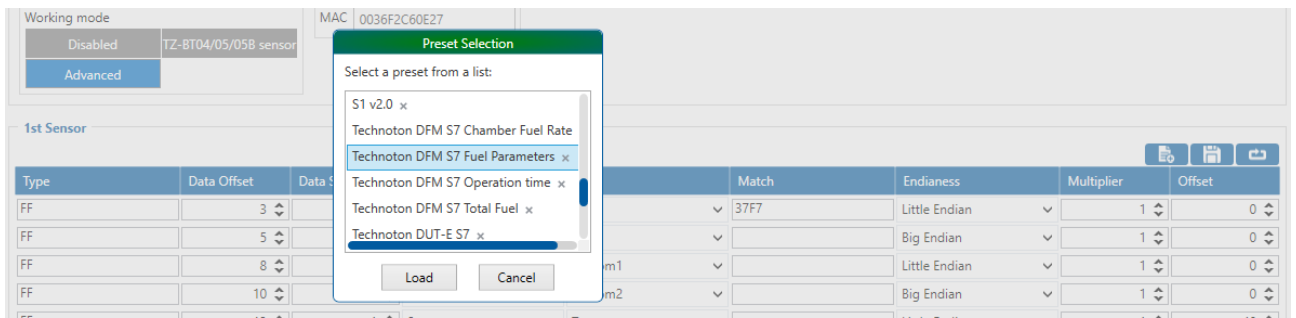 Working mode
Disabled
TZ-BT04/05/05B sensor
Advanced
MAC 0036F2C60E27
Preset Selection
Select a preset from a list:
S1 v2.0 ×
Technoton DFM S7 Chamber Fuel Rate
Technoton DFM S7 Fuel Parameters ×
Technoton DFM S7 Operation time ×
Technoton DFM S7 Total Fuel ×
Technoton DUT-E S7 ×
Load Cancel
1st Sensor
Type Data Offset Match Endianess Multiplier Offset
FF 3 37F7 Little Endian 1 0
FF 5 Big Endian 1 0
FF 8 Little Endian 1 0
FF 10 Big Endian 1 0